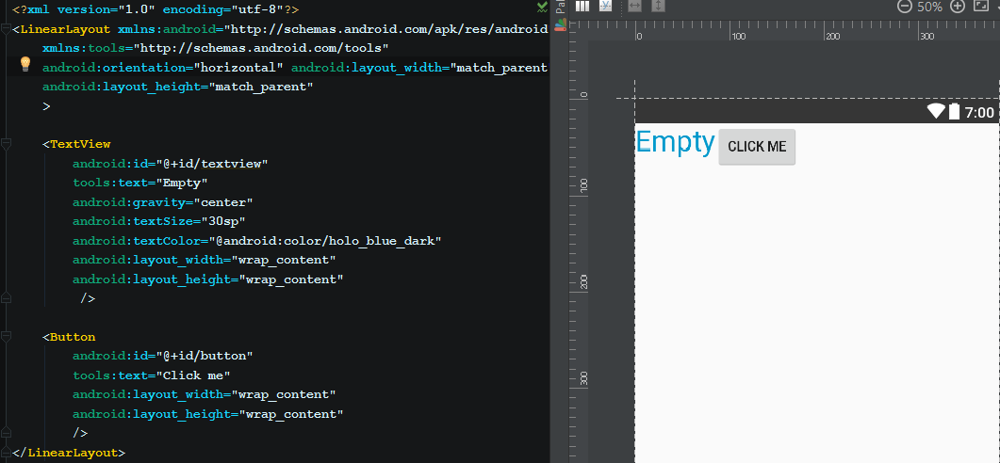 <?xml version="1.0" encoding="utf-8"?>
<LinearLayout xmlns:android="http://schemas.android.com/apk/res/android
xmlns:tools="http://schemas.android.com/tools"
android:orientation="horizontal" android:layout_width="match_parent
android:layout_height="match_parent"
>
<TextView
android:id="@+id/textview"
tools:text="Empty"
android:gravity="center"
android:textSize="30sp"
android:textColor="@android:color/holo_blue_dark"
android:layout_width="wrap_content"
android:layout_height="wrap_content"
/>
<Button
android:id="@+id/button"
tools:text="Click me"
android:layout_width="wrap_content"
android:layout_height="wrap_content"
/>
</LinearLayout>
Pa
50%
0 100 200 300
0
100
200
300
7:00
Empty CLICK ME